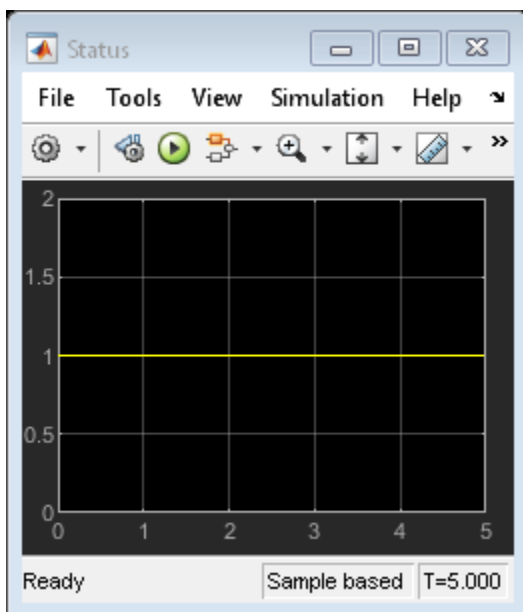 Status
File Tools View Simulation Help
2
1.5
1
0.5
0
0 1 2 3 4 5
Ready Sample based T=5.000